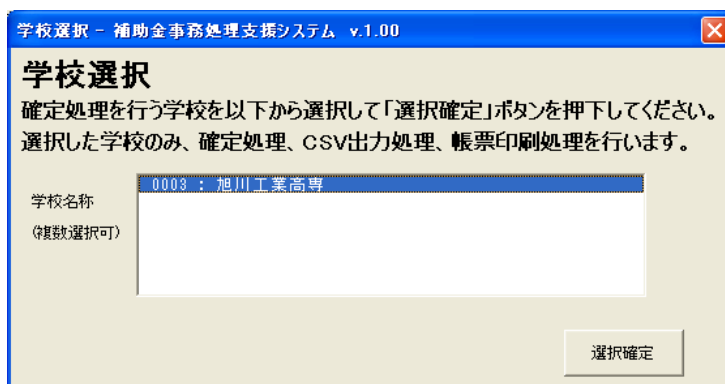 学校選択 - 補助金事務処理支援システム v.1.00
学校選択
確定処理を行う学校を以下から選択して「選択確定」ボタンを押下してください。
選択した学校のみ、確定処理、CSV出力処理、帳票印刷処理を行います。
0003 : 旭川工業高専
学校名称
(複数選択可)
選択確定